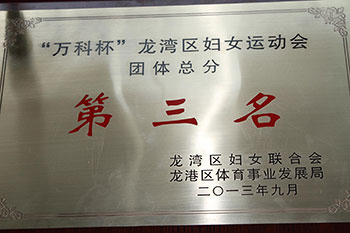 “万科杯”龙湾区妇女运动会
团体总分
第三名
龙湾区妇女联合会
龙港区体育事业发展局
二〇一三年九月